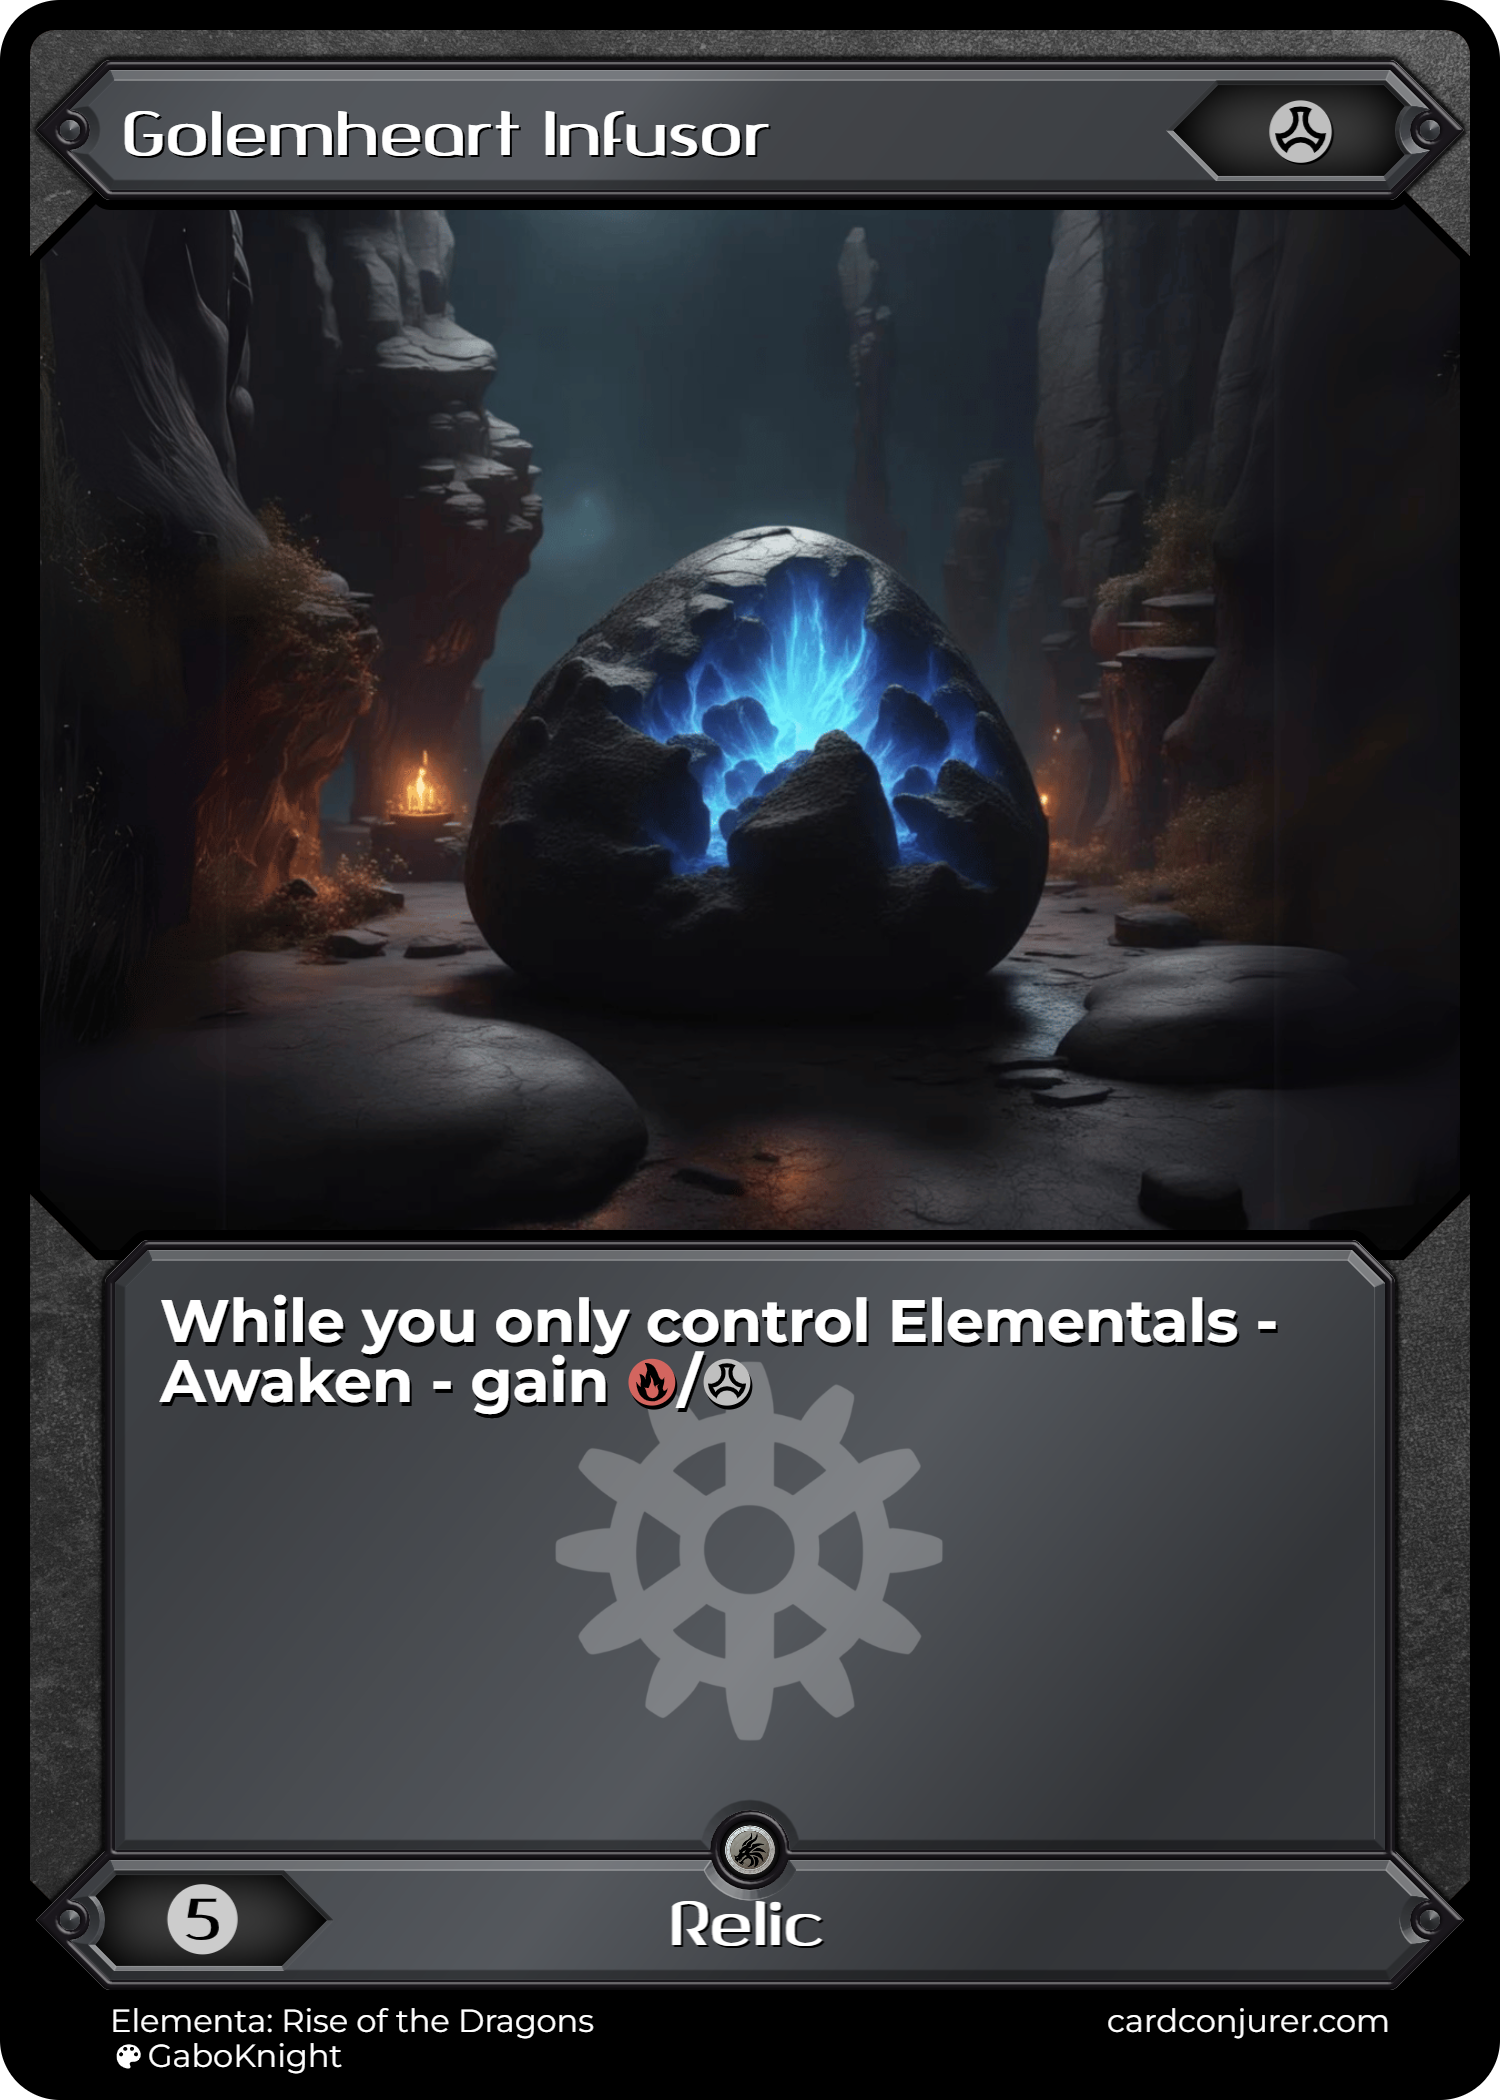 Golemheart Infusor
While you only control Elementals -
Awaken - gain /
5
Relic
Elementa: Rise of the Dragons
cardconjurer.com
GaboKnight